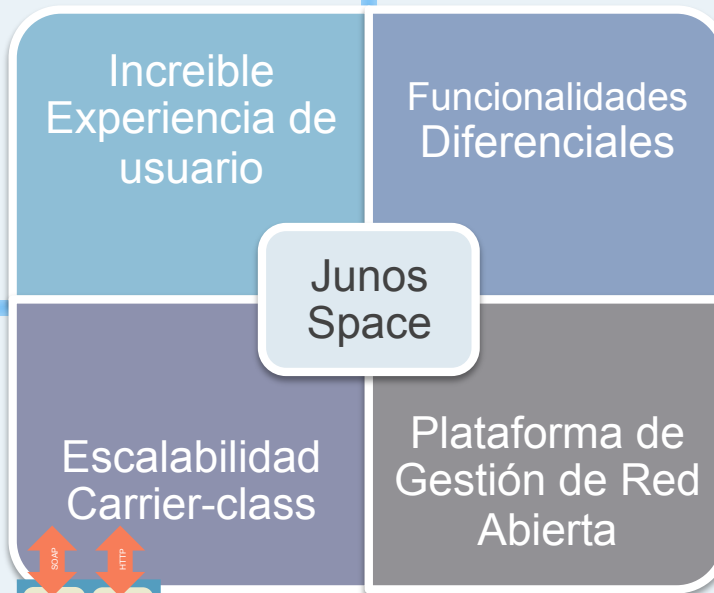 Increible
Experiencia de
usuario
Funcionalidades
Diferenciales
Junos
Space
Escalabilidad
Carrier-class
Plataforma de
Gestión de Red
Abierta
SOAP
HTTP